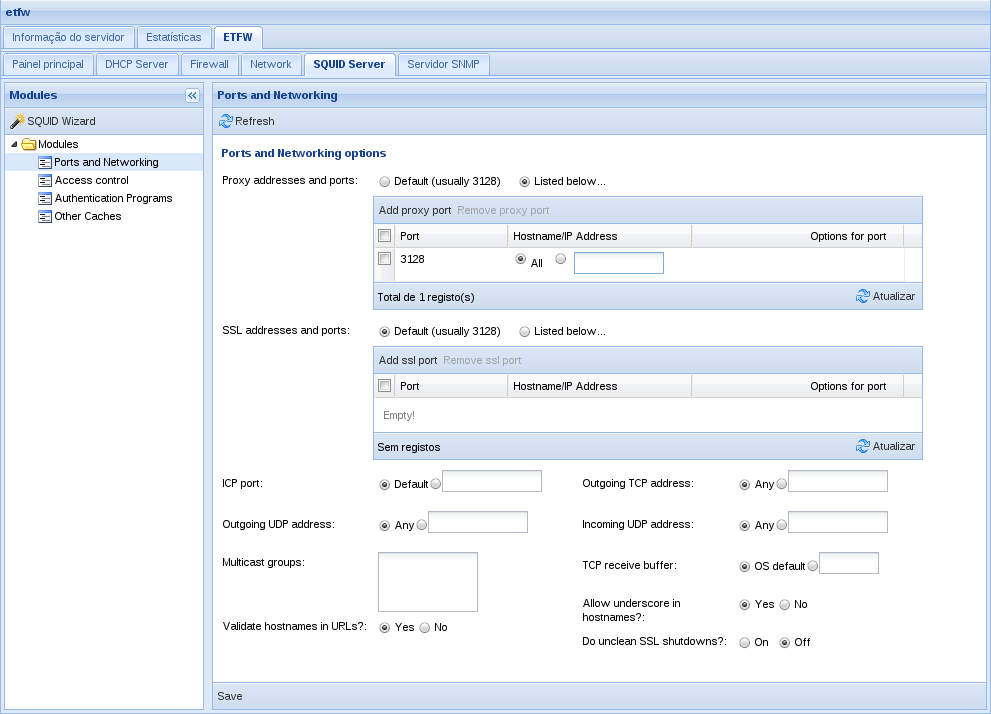 etfw
Informação do servidor Estatísticas ETFW
Painel principal DHCP Server Firewall Network SQUID Server Servidor SNMP
Modules
SQUID Wizard
Modules
Ports and Networking
Access control
Authentication Programs
Other Caches
Ports and Networking
Refresh
Ports and Networking options
Proxy addresses and ports: Default (usually 3128) Listed below...
Add proxy port Remove proxy port
Port Hostname/IP Address Options for port
3128 All
Total de 1 registo(s) Atualizar
SSL addresses and ports: Default (usually 3128) Listed below...
Add ssl port Remove ssl port
Port Hostname/IP Address Options for port
Empty!
Sem registos Atualizar
ICP port: Default Outgoing TCP address: Any
Outgoing UDP address: Any Incoming UDP address: Any
Multicast groups: TCP receive buffer: OS default
Allow underscore in
hostnames?: Yes No
Validate hostnames in URLs?: Yes No
Do unclean SSL shutdowns?: On Off
Save